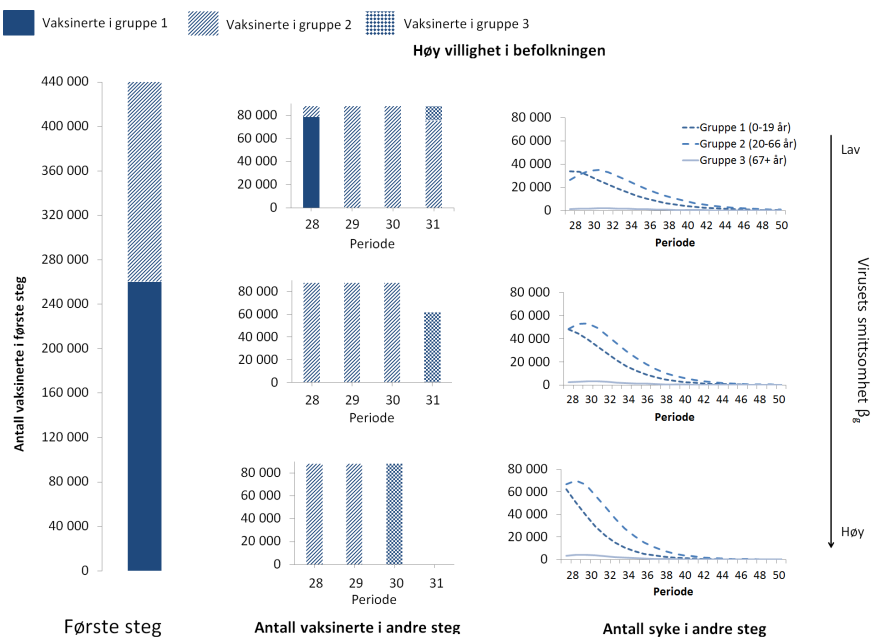 Vaksinerte i gruppe 1
Vaksinerte i gruppe 2
Vaksinerte i gruppe 3
Høy villighet i befolkningen
Antall vaksinerte i første steg
440 000
400 000
360 000
320 000
280 000
240 000
200 000
160 000
120 000
80 000
40 000
0
Første steg
80 000
60 000
40 000
20 000
0
28 29 30 31
Periode
80 000
60 000
40 000
20 000
0
28 29 30 31
Periode
80 000
60 000
40 000
20 000
0
28 29 30 31
Periode
Antall vaksinerte i andre steg
80 000
60 000
40 000
20 000
0
Gruppe 1 (0-19 år)
Gruppe 2 (20-66 år)
Gruppe 3 (67+ år)
28 30 32 34 36 38 40 42 44 46 48 50
Periode
80 000
60 000
40 000
20 000
0
28 30 32 34 36 38 40 42 44 46 48 50
Periode
80 000
60 000
40 000
20 000
0
28 30 32 34 36 38 40 42 44 46 48 50
Periode
Antall syke i andre steg
Lav
Virusets smittsomhet βg
Høy